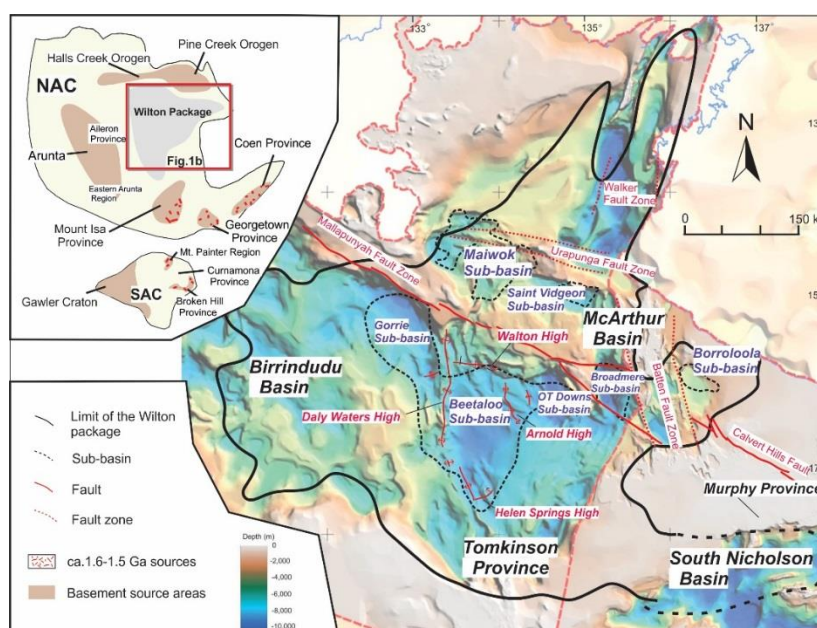 Halls Creek Orogen
Pine Creek Orogen
NAC
Wilton Package
Aileron
Province
Arunta
Fig.1b
Coen Province
Eastern Arunta
Region
Mount Isa
Province
Georgetown
Province
Mt. Painter Region
Curnamona
Province
Gawler Craton
SAC
Broken Hill
Province
133
135
137
N
0
150 k
13
Walker
Fault Zone
Mallapunyah Fault Zone
Urapunga Fault Zone
Maiwok
Sub-basin
Saint Vidgeon
Sub-basin
15
McArthur
Basin
Gorrie
Sub-basin
Walton High
Borroloola
Sub-basin
Birrindudu
Basin
Broadmere
Sub-basin
Batten Fault Zone
Daly Waters High
Beetaloo
Sub-basin
OT Downs
Sub-basin
Arnold High
Calvert Hills Fault
17
Murphy Province
Helen Springs High
Tomkinson
Province
South Nicholson
Basin
Limit of the Wilton
package
Sub-basin
Fault
Fault zone
ca.1.6-1.5 Ga sources
Basement source areas
Depth (m)
0
-2,000
-4,000
-6,000
-8,000
-10,000